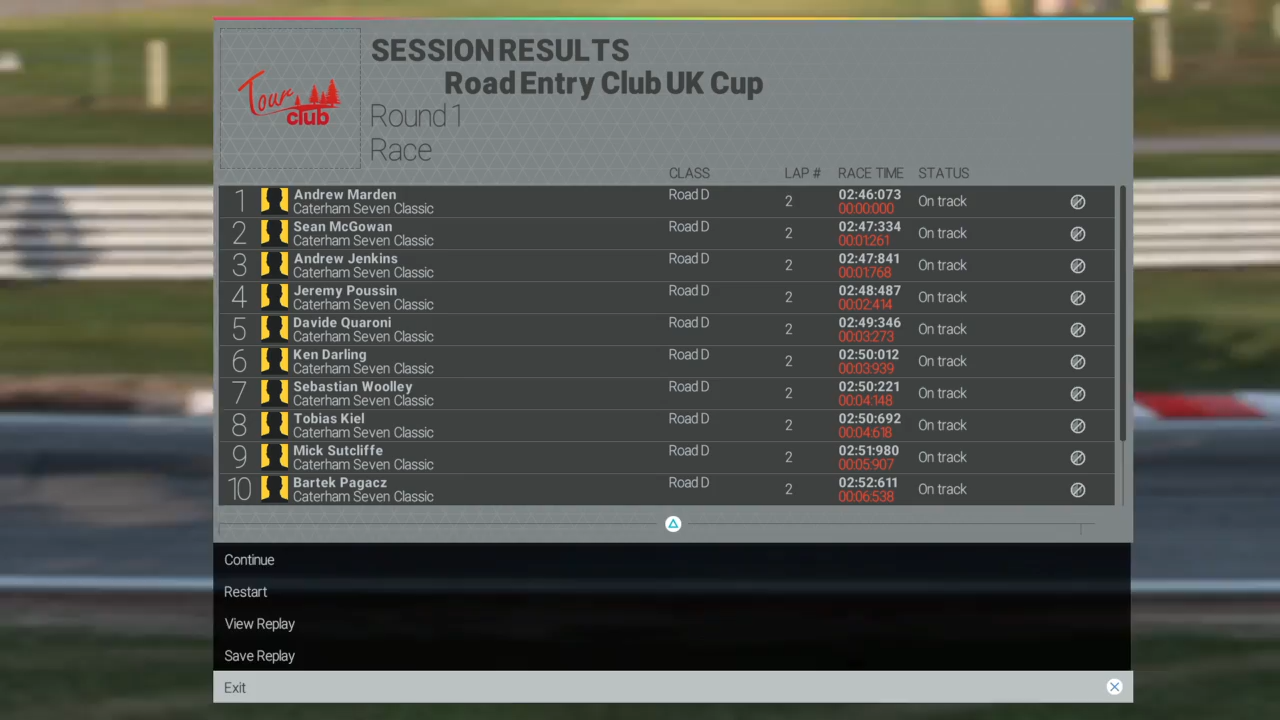 Tour
club
SESSION RESULTS
Road Entry Club UK Cup
Round 1
Race
CLASS LAP # RACE TIME STATUS
1 Andrew Marden Road D 2 02:46:073 On track
Caterham Seven Classic 00:00:000
2 Sean McGowan Road D 2 02:47:334 On track
Caterham Seven Classic 00:01:261
3 Andrew Jenkins Road D 2 02:47:841 On track
Caterham Seven Classic 00:01:768
4 Jeremy Poussin Road D 2 02:48:487 On track
Caterham Seven Classic 00:02:414
5 Davide Quaroni Road D 2 02:49:346 On track
Caterham Seven Classic 00:03:273
6 Ken Darling Road D 2 02:50:012 On track
Caterham Seven Classic 00:03:939
7 Sebastian Woolley Road D 2 02:50:221 On track
Caterham Seven Classic 00:04:148
8 Tobias Kiel Road D 2 02:50:692 On track
Caterham Seven Classic 00:04:618
9 Mick Sutcliffe Road D 2 02:51:980 On track
Caterham Seven Classic 00:05:907
10 Bartek Pagacz Road D 2 02:52:611 On track
Caterham Seven Classic 00:06:538
Continue
Restart
View Replay
Save Replay
Exit